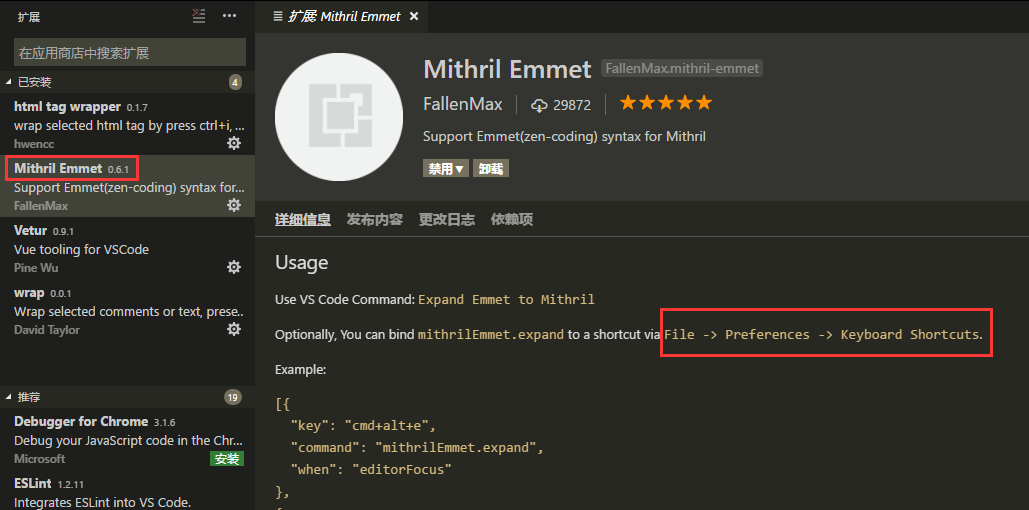 扩展
在应用商店中搜索扩展
已安装 4
html tag wrapper 0.1.7
wrap selected html tag by press ctrl+i, ...
hwencc
Mithril Emmet 0.6.1
Support Emmet(zen-coding) syntax for...
FallenMax
Vetur 0.9.1
Vue tooling for VSCode
Pine Wu
wrap 0.0.1
Wrap selected comments or text, prese...
David Taylor
推荐 19
Debugger for Chrome 3.1.6
Debug your JavaScript code in the Chr...
Microsoft 安装
ESLint 1.2.11
Integrates ESLint into VS Code.
扩展 Mithril Emmet
Mithril Emmet FallenMax.mithril-emmet
FallenMax 29872
Support Emmet(zen-coding) syntax for Mithril
禁用 卸载
详细信息 发布内容 更改日志 依赖项
Usage
Use VS Code Command: Expand Emmet to Mithril
Optionally, You can bind mithrilEmmet.expand to a shortcut via File -> Preferences -> Keyboard Shortcuts.
Example:
[{
"key": "cmd+alt+e",
"command": "mithrilEmmet.expand",
"when": "editorFocus"
},